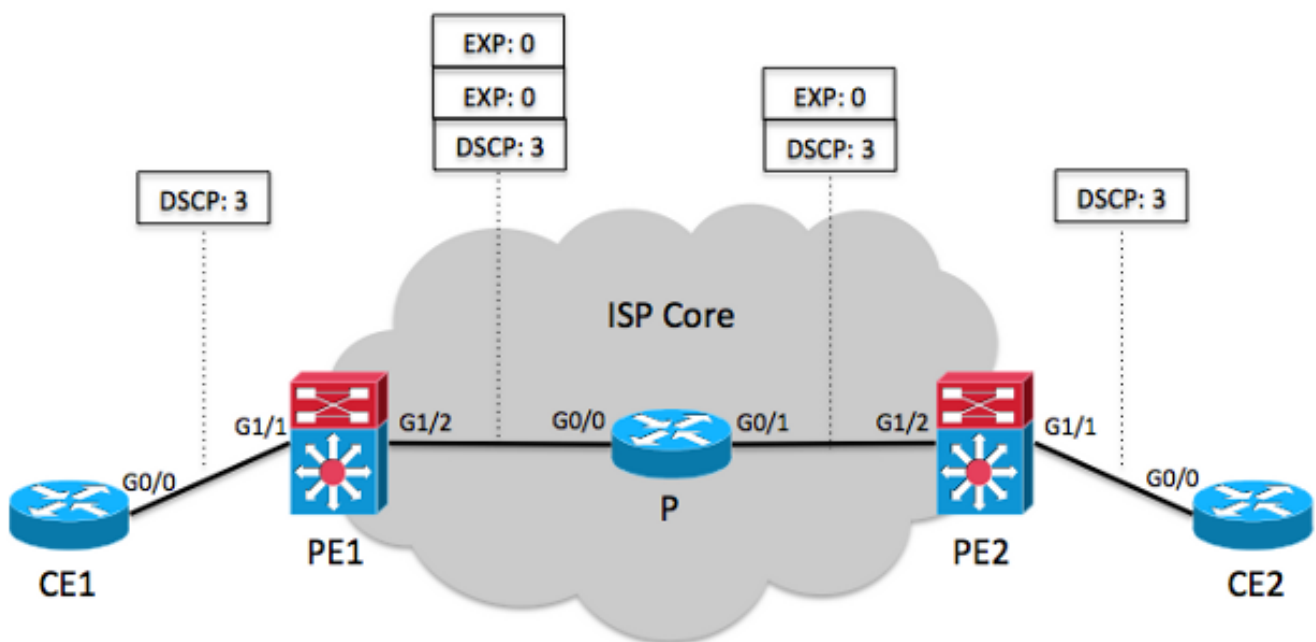 EXP: 0
EXP: 0
DSCP: 3
EXP: 0
DSCP: 3
DSCP: 3
DSCP: 3
ISP Core
G1/1
G1/2
G0/0
G0/1
G1/2
G1/1
G0/0
G0/0
P
PE1
PE2
CE1
CE2